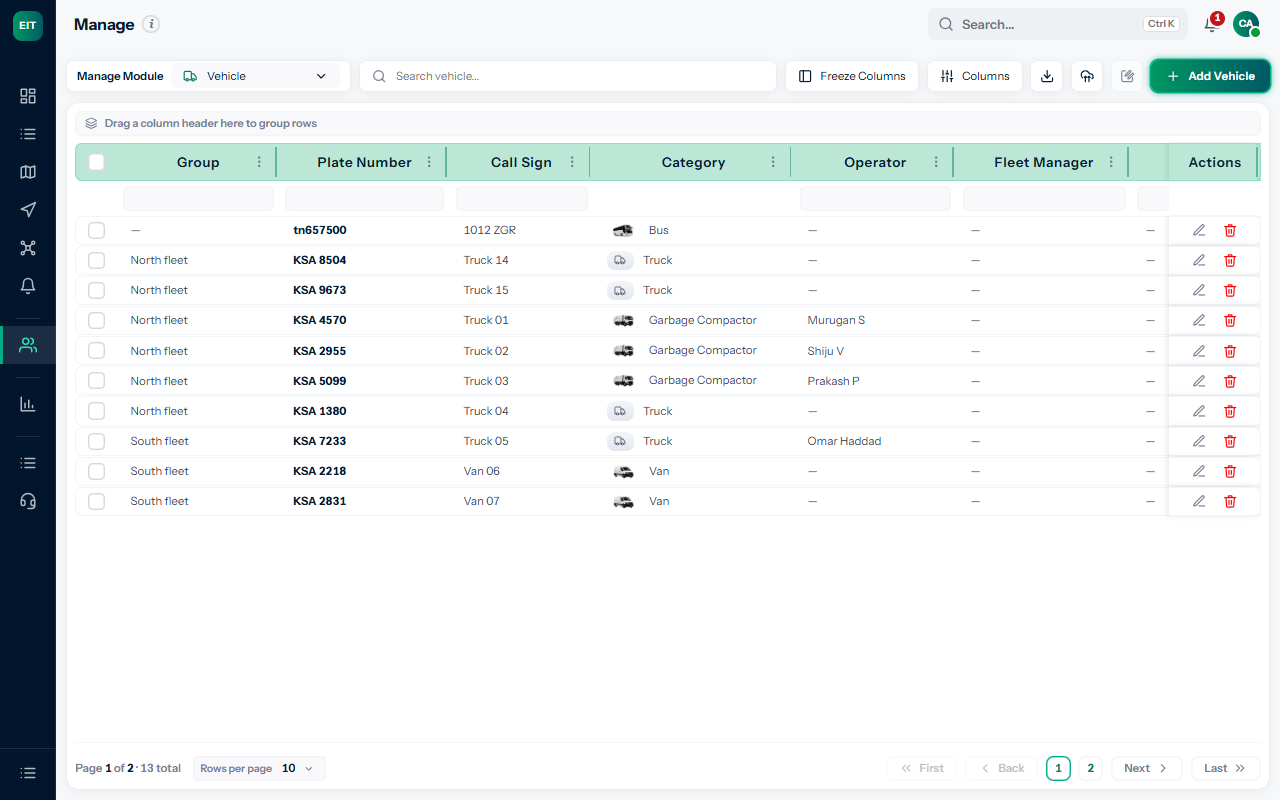 EIT
Manage
Search...
Ctrl K
1
CA
Manage Module
Vehicle
Search vehicle...
Freeze Columns
Columns
+ Add Vehicle
Drag a column header here to group rows
Group Plate Number Call Sign Category Operator Fleet Manager Actions
— tn657500 1012 ZGR Bus — — —
North fleet KSA 8504 Truck 14 Truck — — —
North fleet KSA 9673 Truck 15 Truck — — —
North fleet KSA 4570 Truck 01 Garbage Compactor Murugan S — —
North fleet KSA 2955 Truck 02 Garbage Compactor Shiju V — —
North fleet KSA 5099 Truck 03 Garbage Compactor Prakash P — —
North fleet KSA 1380 Truck 04 Truck — — —
South fleet KSA 7233 Truck 05 Truck Omar Haddad — —
South fleet KSA 2218 Van 06 Van — — —
South fleet KSA 2831 Van 07 Van — — —
Page 1 of 2 · 13 total
Rows per page 10
First Back 1 2 Next Last